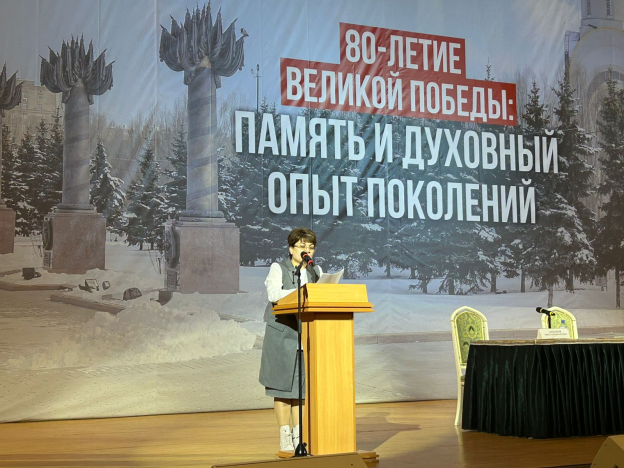 80-ЛЕТИЕ
ВЕЛИКОЙ ПОБЕДЫ:
ПАМЯТЬ И ДУХОВНЫЙ
ОПЫТ ПОКОЛЕНИЙ